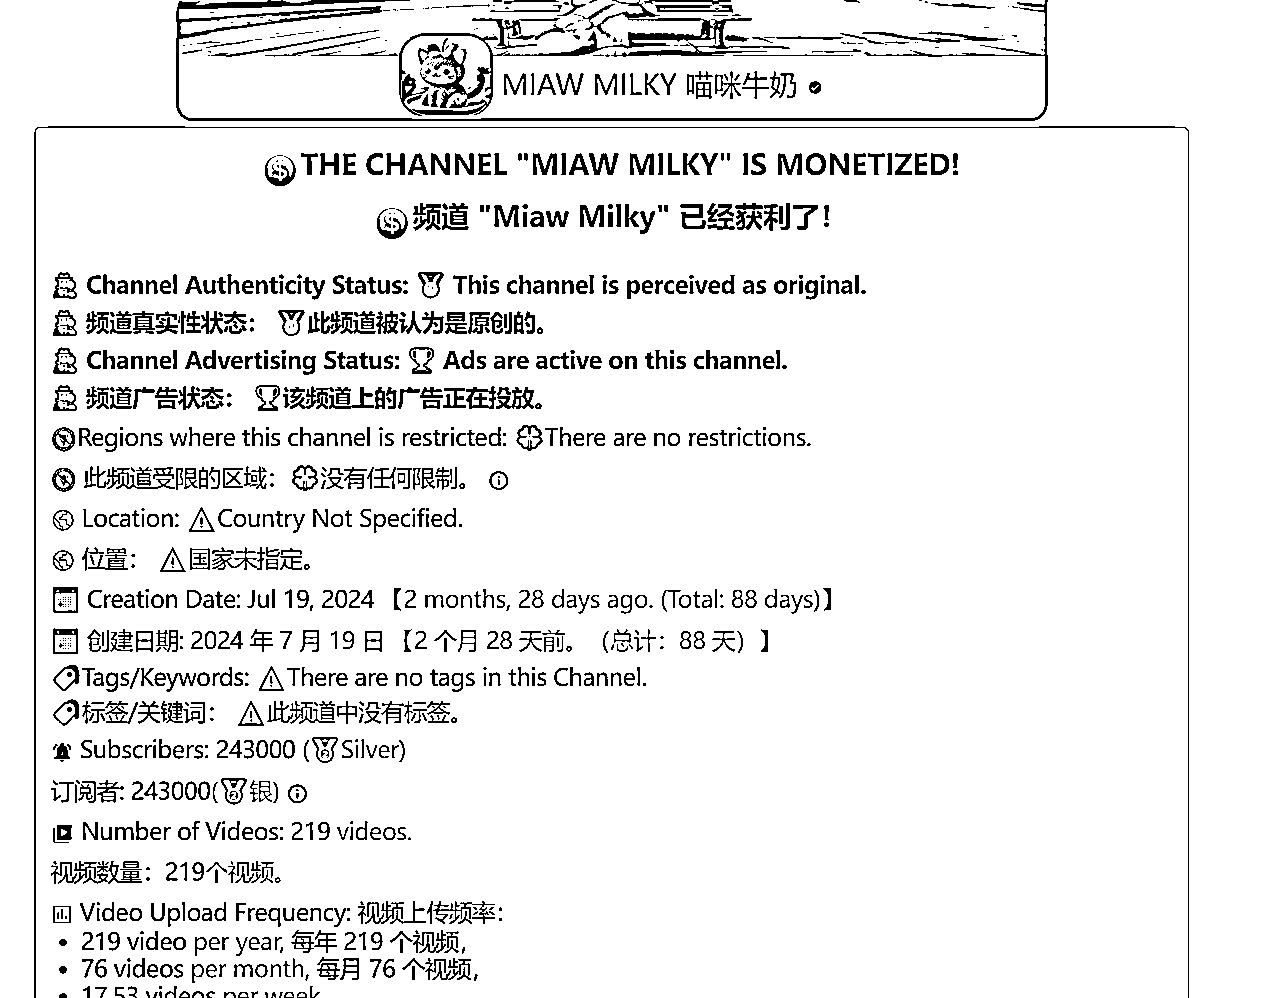 MIAW MILKY 喵咪牛奶
THE CHANNEL "MIAW MILKY" IS MONETIZED!
频道 "Miaw Milky" 已经获利了!
Channel Authenticity Status: This channel is perceived as original.
频道真实性状态： 此频道被认为是原创的。
Channel Advertising Status: Ads are active on this channel.
频道广告状态： 该频道上的广告正在投放。
Regions where this channel is restricted: There are no restrictions.
此频道受限的区域： 没有任何限制。
Location: Country Not Specified.
位置： 国家未指定。
Creation Date: Jul 19, 2024 【2 months, 28 days ago. (Total: 88 days)】
创建日期: 2024 年 7 月 19 日 【2 个月 28 天前。（总计：88 天）】
Tags/Keywords: There are no tags in this Channel.
标签/关键词： 此频道中没有标签。
Subscribers: 243000 (Silver)
订阅者: 243000(银)
Number of Videos: 219 videos.
视频数量：219个视频。
Video Upload Frequency: 视频上传频率：
• 219 video per year, 每年 219 个视频,
• 76 videos per month, 每月 76 个视频,
• 17.53 videos per week